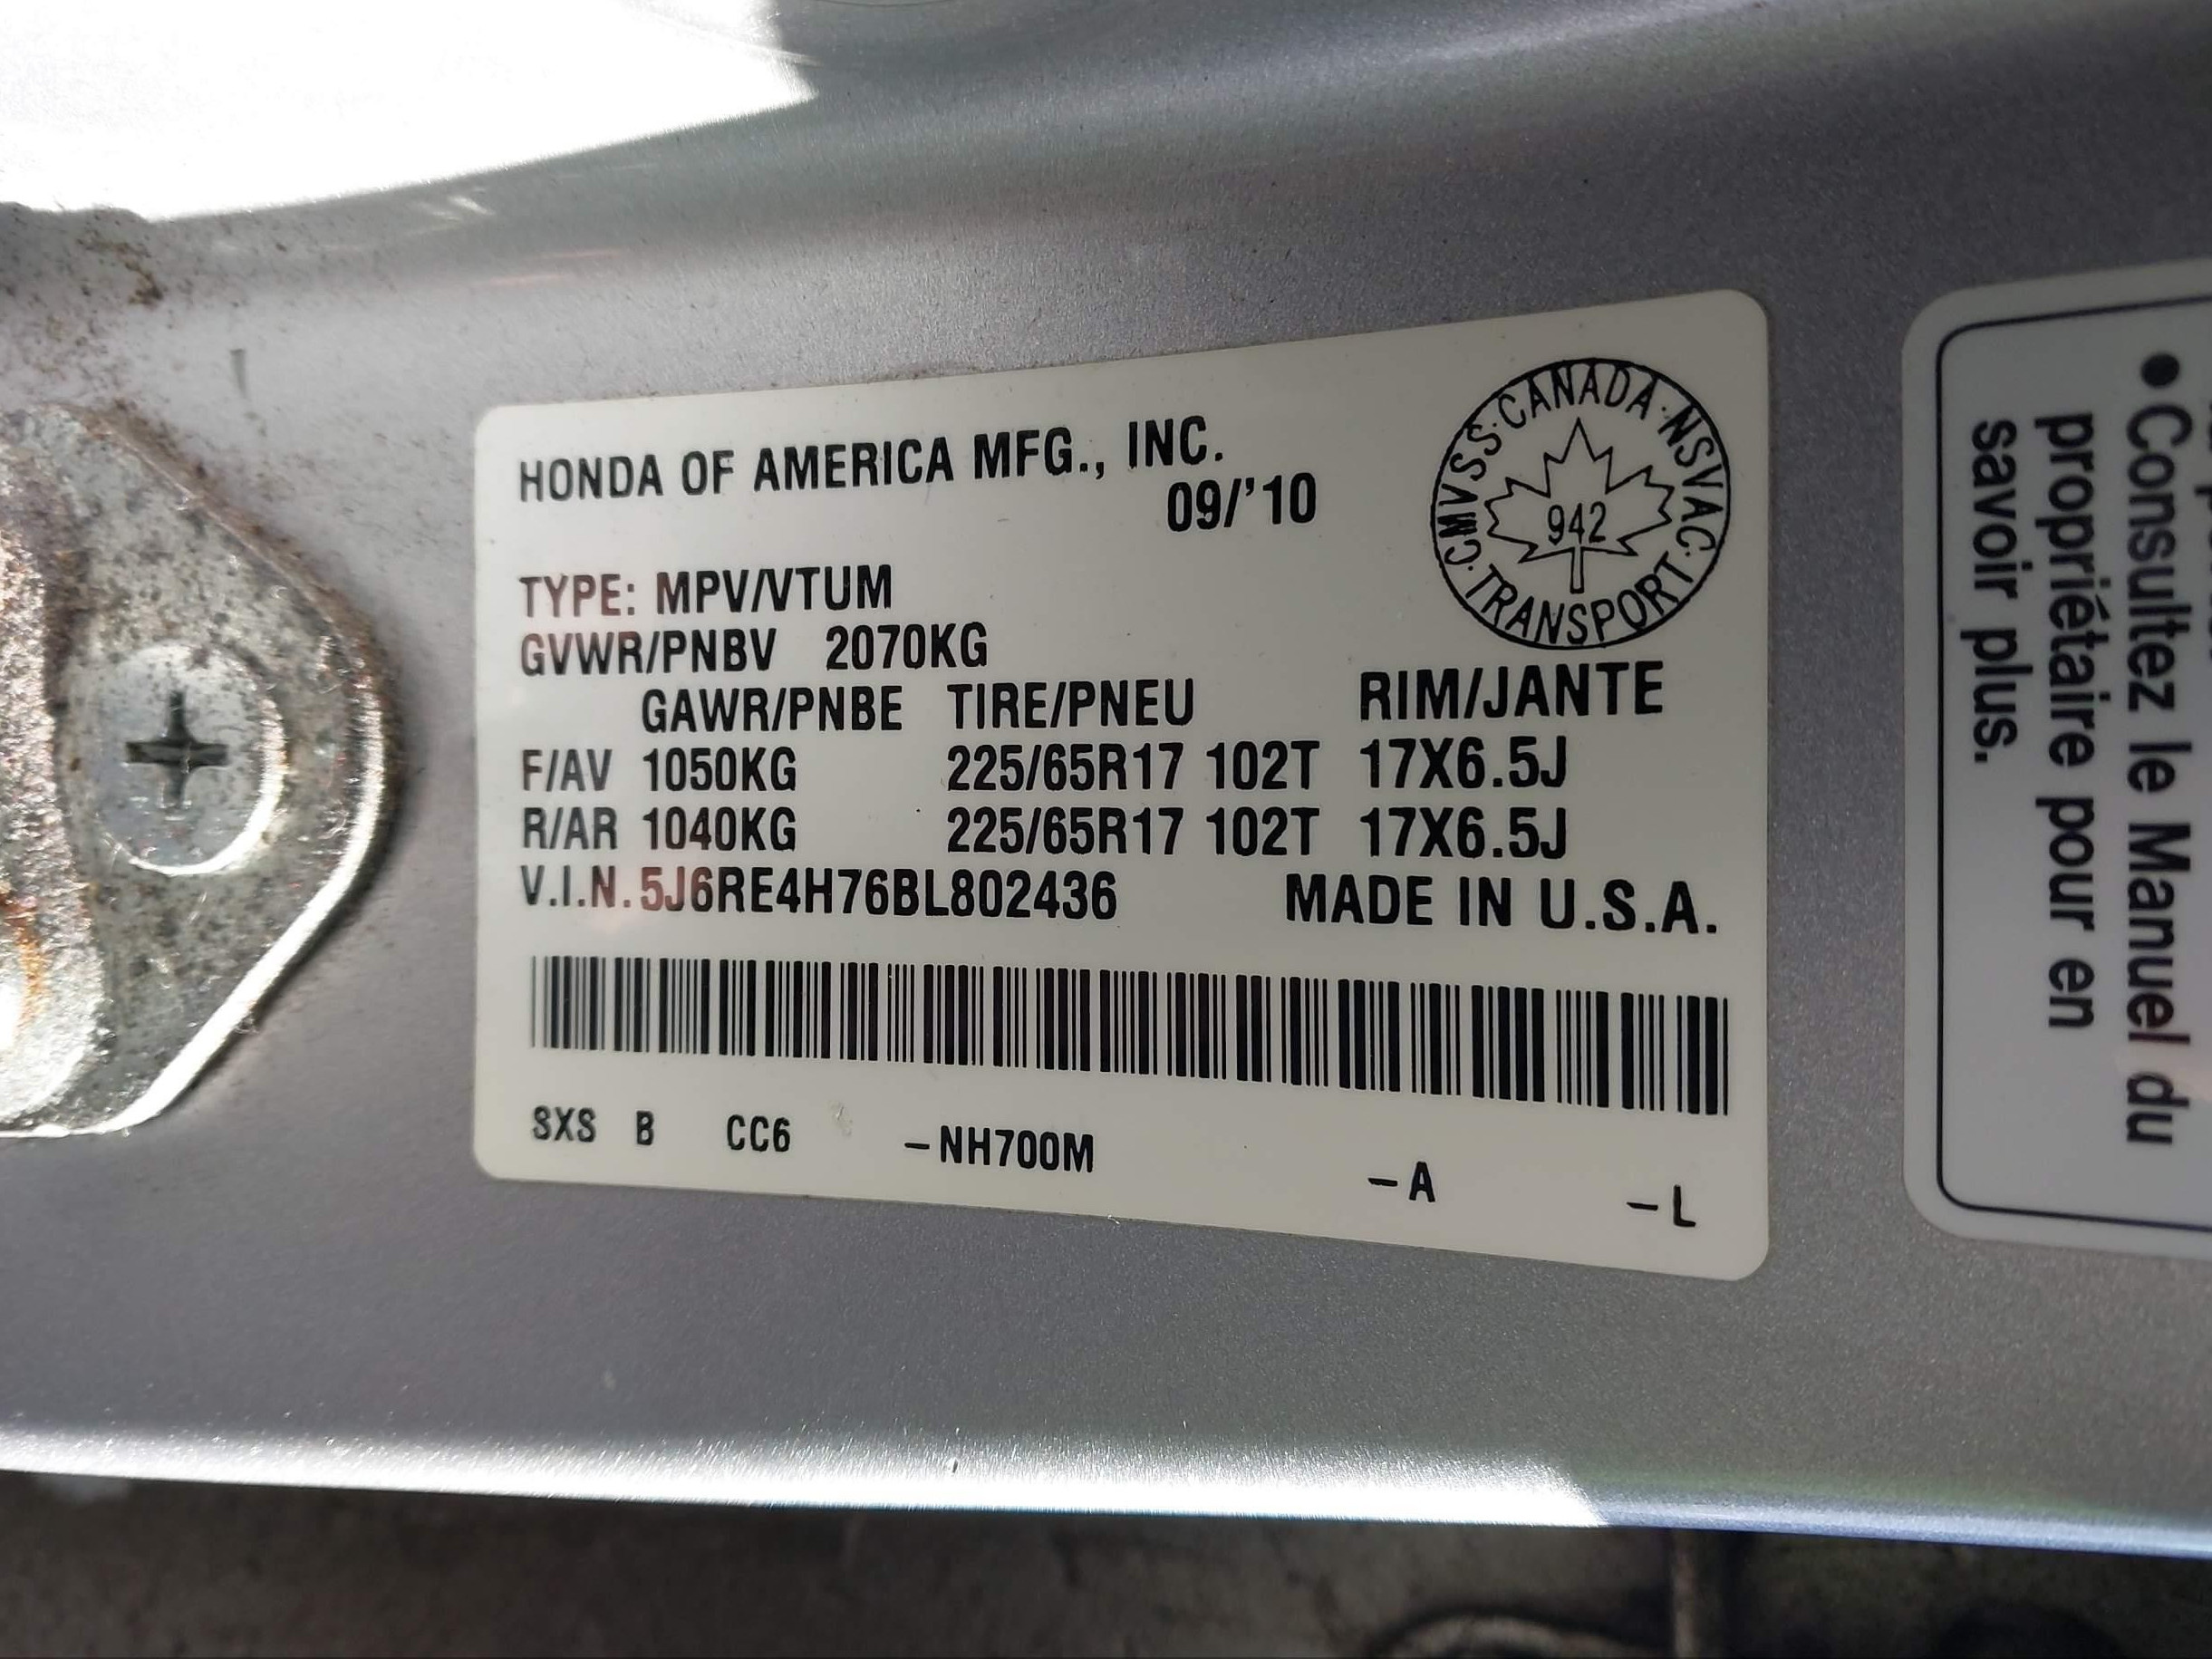 HONDA OF AMERICA MFG., INC.
09/'10
CMVSS·CANADA·NSVAC·TRANSPORT·
942
TYPE: MPV/VTUM
GVWR/PNBV 2070KG
GAWR/PNBE TIRE/PNEU RIM/JANTE
F/AV 1050KG 225/65R17 102T 17X6.5J
R/AR 1040KG 225/65R17 102T 17X6.5J
V.I.N. 5J6RE4H76BL802436 MADE IN U.S.A.
SXS B CC6 –NH700M –A –L
•Consultez le Manuel du
propriétaire pour en
savoir plus.